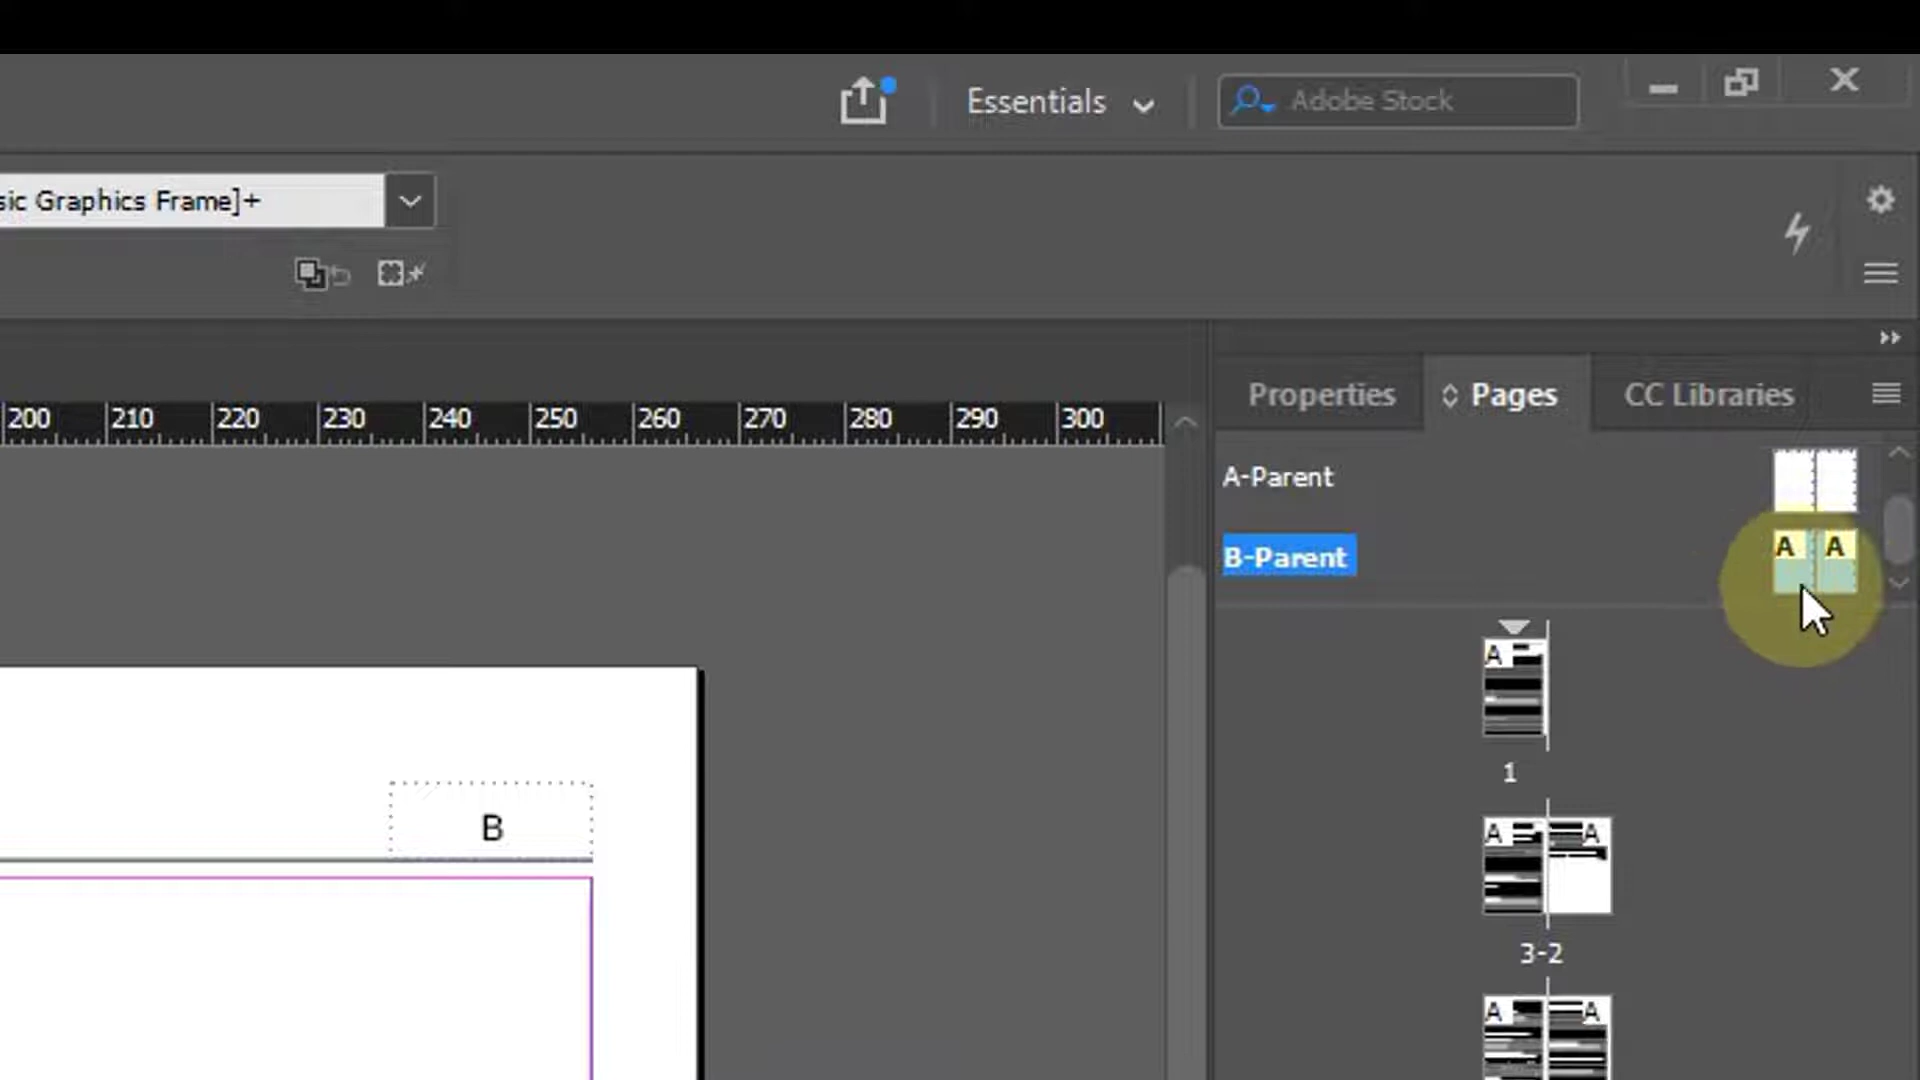 Essentials
Adobe Stock
sic Graphics Frame]+
Properties
Pages
CC Libraries
200 210 220 230 240 250 260 270 280 290 300
A-Parent
B-Parent
A A
B
A
1
A A
3-2
A A